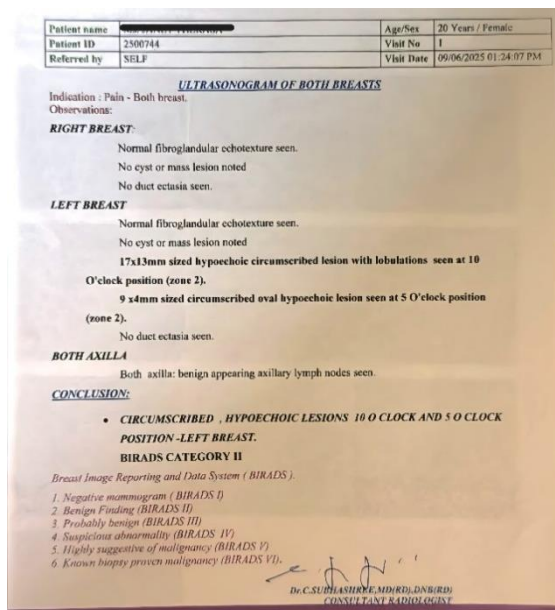 Patient name
Age/Sex 20 Years / Female
Patient ID 2500744 Visit No 1
Referred by SELF Visit Date 09/06/2025 01:24:07 PM
ULTRASONOGRAM OF BOTH BREASTS
Indication : Pain - Both breast.
Observations:
RIGHT BREAST:
Normal fibroglandular echotexture seen.
No cyst or mass lesion noted
No duct ectasia seen.
LEFT BREAST
Normal fibroglandular echotexture seen.
No cyst or mass lesion noted
17x13mm sized hypoechoic circumscribed lesion with lobulations seen at 10
O'clock position (zone 2).
9 x4mm sized circumscribed oval hypoechoic lesion seen at 5 O'clock position
(zone 2).
No duct ectasia seen.
BOTH AXILLA
Both axilla: benign appearing axillary lymph nodes seen.
CONCLUSION:
• CIRCUMSCRIBED , HYPOECHOIC LESIONS 10 O CLOCK AND 5 O CLOCK
POSITION -LEFT BREAST.
BIRADS CATEGORY II
Breast Image Reporting and Data System ( BIRADS ).
1. Negative mammogram ( BIRADS I)
2 Benign Finding (BIRADS II)
3. Probably benign (BIRADS III)
4. Suspicious abnormality (BIRADS IV)
5. Highly suggestive of malignancy (BIRADS V)
6. Known biopsy proven malignancy (BIRADS VI).
Dr.C.SUBHASHREE,MD(RD),DNB(RD)
CONSULTANT RADIOLOGIST